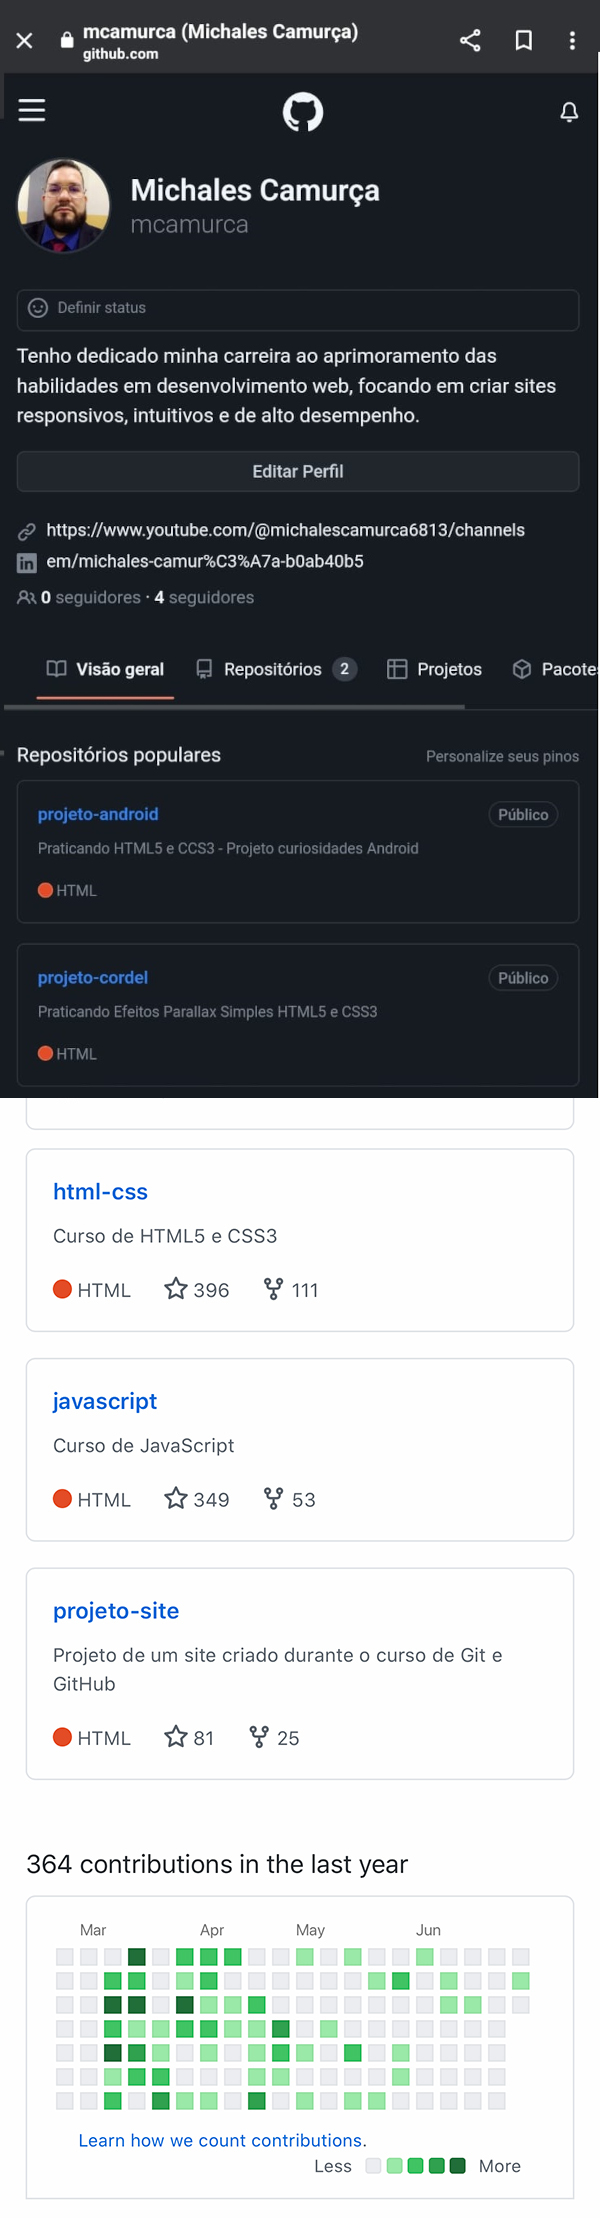 mcamurca (Michales Camurça)
github.com
Michales Camurça
mcamurca
Definir status
Tenho dedicado minha carreira ao aprimoramento das
habilidades em desenvolvimento web, focando em criar sites
responsivos, intuitivos e de alto desempenho.
Editar Perfil
https://www.youtube.com/@michalescamurca6813/channels
em/michales-camur%C3%A7a-b0ab40b5
0 seguidores · 4 seguidores
Visão geral Repositórios 2 Projetos Pacote
Repositórios populares Personalize seus pinos
projeto-android Público
Praticando HTML5 e CCS3 - Projeto curiosidades Android
HTML
projeto-cordel Público
Praticando Efeitos Parallax Simples HTML5 e CSS3
HTML
html-css
Curso de HTML5 e CSS3
HTML 396 111
javascript
Curso de JavaScript
HTML 349 53
projeto-site
Projeto de um site criado durante o curso de Git e
GitHub
HTML 81 25
364 contributions in the last year
Mar Apr May Jun
Learn how we count contributions.
Less More